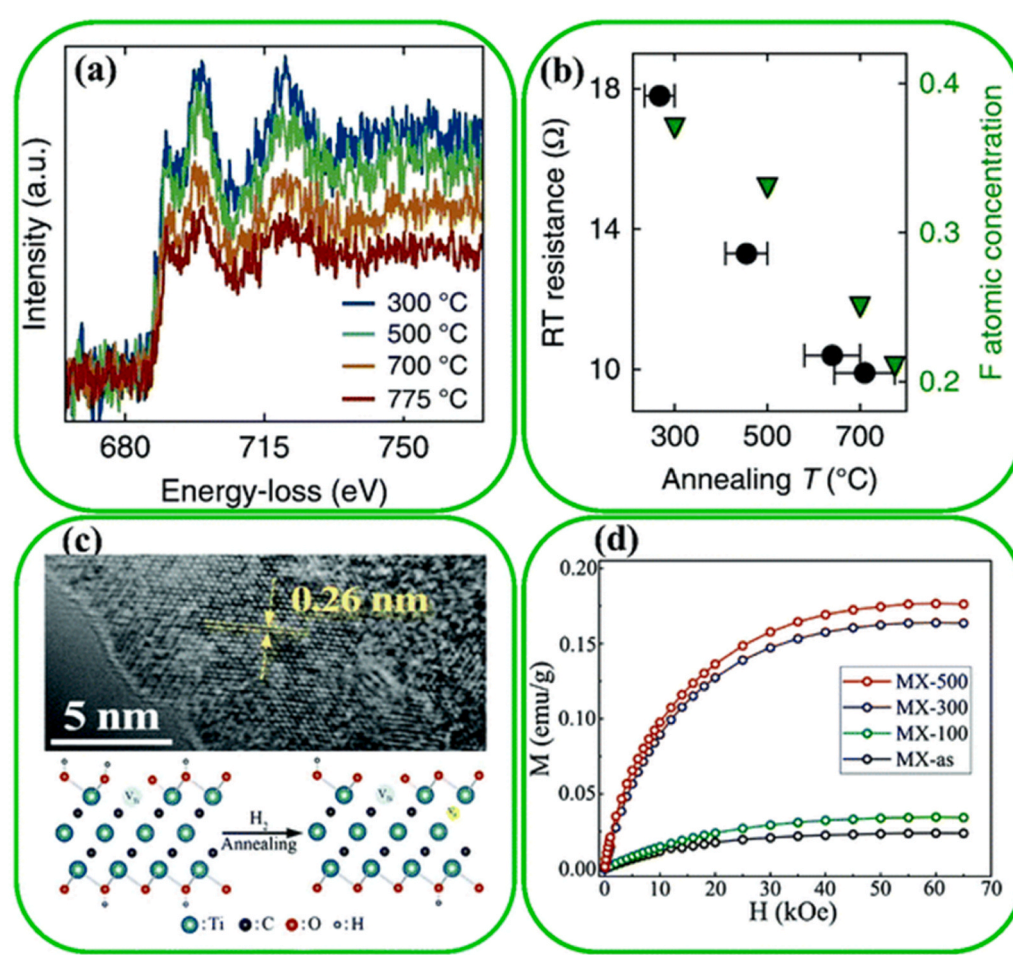 (a)
Intensity (a.u.)
300 °C
500 °C
700 °C
775 °C
680 715 750
Energy-loss (eV)
(b)
18
14
10
RT resistance (Ω)
0.4
0.3
0.2
F atomic concentration
300 500 700
Annealing T (°C)
(c)
0.26 nm
5 nm
H2
Annealing
:Ti :C :O :H
(d)
0.20
0.15
0.10
0.05
0.00
M (emu/g)
MX-500
MX-300
MX-100
MX-as
0 10 20 30 40 50 60 70
H (kOe)